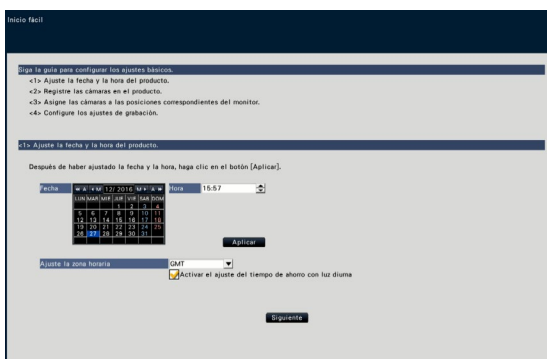 Inicio fácil
Siga la guía para configurar los ajustes básicos.
<1> Ajuste la fecha y la hora del producto.
<2> Registre las cámaras en el producto.
<3> Asigne las cámaras a las posiciones correspondientes del monitor.
<4> Configure los ajustes de grabación.
<1> Ajuste la fecha y la hora del producto.
Después de haber ajustado la fecha y la hora, haga clic en el botón [Aplicar].
Fecha M 12/ 2016 M Hora 15:57
LUN MAR MIE JUE VIE SAB DOM
1 2 3 4
5 6 7 8 9 10 11
12 13 14 15 16 17 18
19 20 21 22 23 24 25
26 27 28 29 30 31
Aplicar
Ajuste la zona horaria GMT
Activar el ajuste del tiempo de ahorro con luz diurna
Siguiente